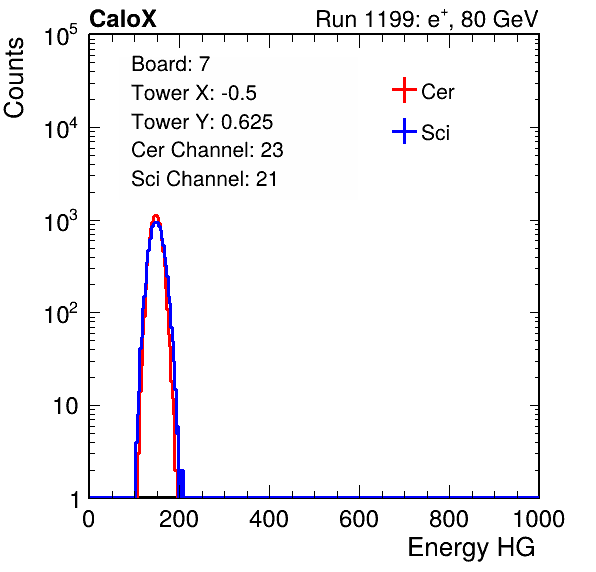 CaloX Run 1199: e⁺, 80 GeV
Counts
Board: 7
Tower X: -0.5
Tower Y: 0.625
Cer Channel: 23
Sci Channel: 21
Cer
Sci
10⁵
10⁴
10³
10²
10
1
0 200 400 600 800 1000
Energy HG